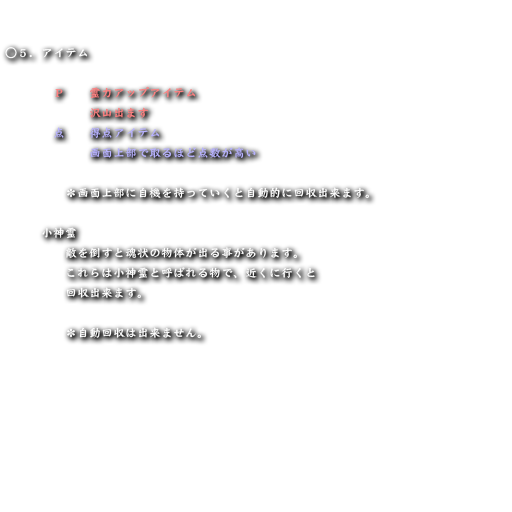 ○５．アイテム
Ｐ　霊力アップアイテム
沢山出ます
点　得点アイテム
画面上部で取るほど点数が高い
※画面上部に自機を持っていくと自動的に回収出来ます。
小神霊
敵を倒すと魂状の物体が出る事があります。
これらは小神霊と呼ばれる物で、近くに行くと
回収出来ます。
※自動回収は出来ません。